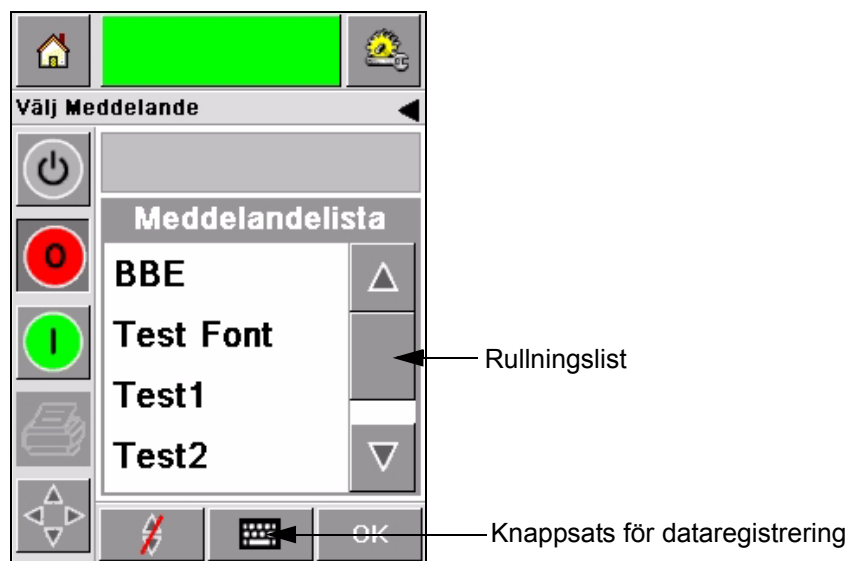 Välj Meddelande
Meddelandelista
BBE
O
Test Font
I
Rullningslist
Test1
Test2
OK
Knappsats för dataregistrering